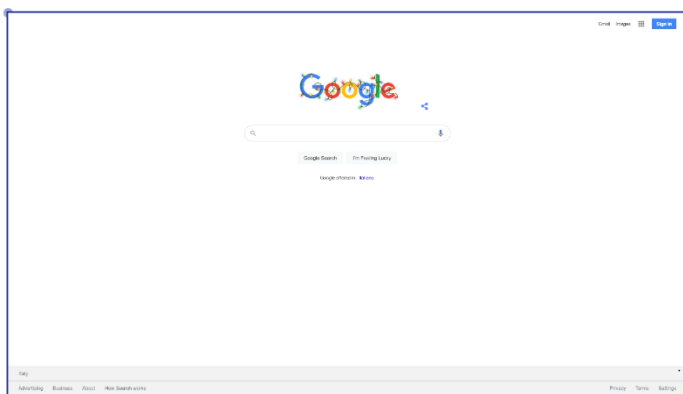 Gmail Images Sign in
Google
Google Search I'm Feeling Lucky
Google offered in: Italiano
Italy
Advertising Business About How Search works Privacy Terms Settings